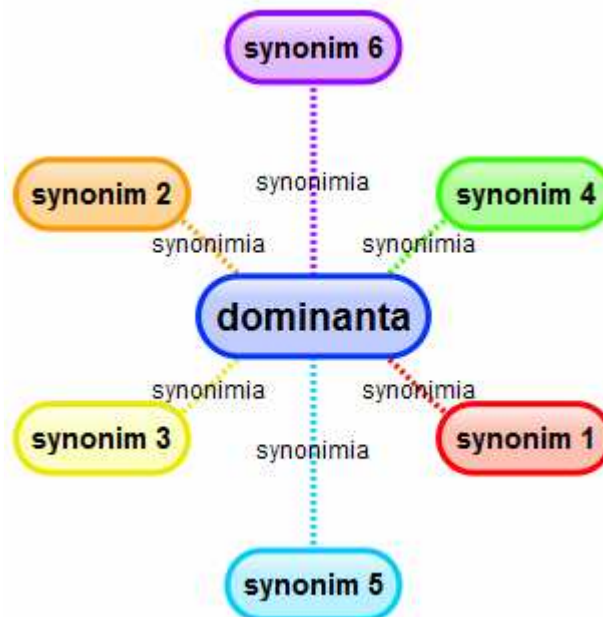 synonim 6
synonimia
synonim 2
synonim 4
synonimia
synonimia
dominanta
synonimia
synonimia
synonim 3
synonim 1
synonimia
synonim 5